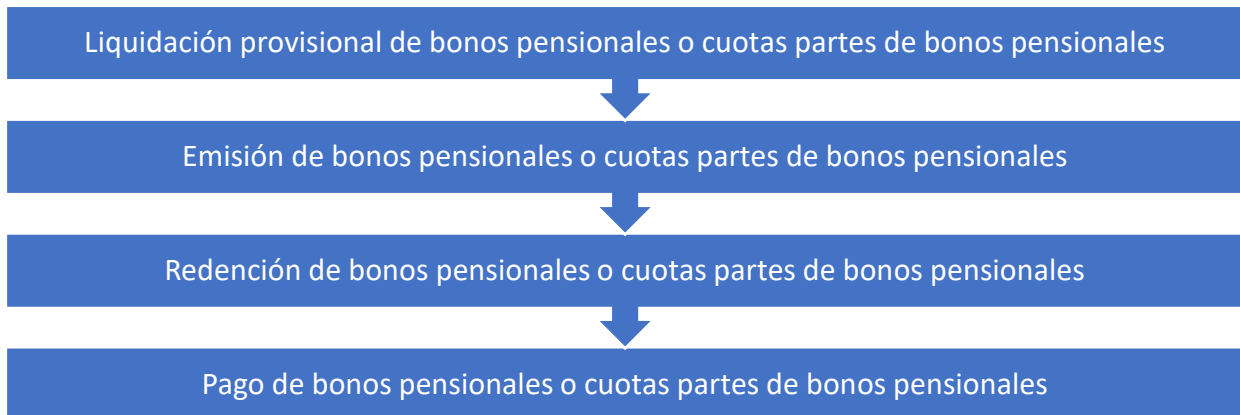 Liquidación provisional de bonos pensionales o cuotas partes de bonos pensionales
Emisión de bonos pensionales o cuotas partes de bonos pensionales
Redención de bonos pensionales o cuotas partes de bonos pensionales
Pago de bonos pensionales o cuotas partes de bonos pensionales